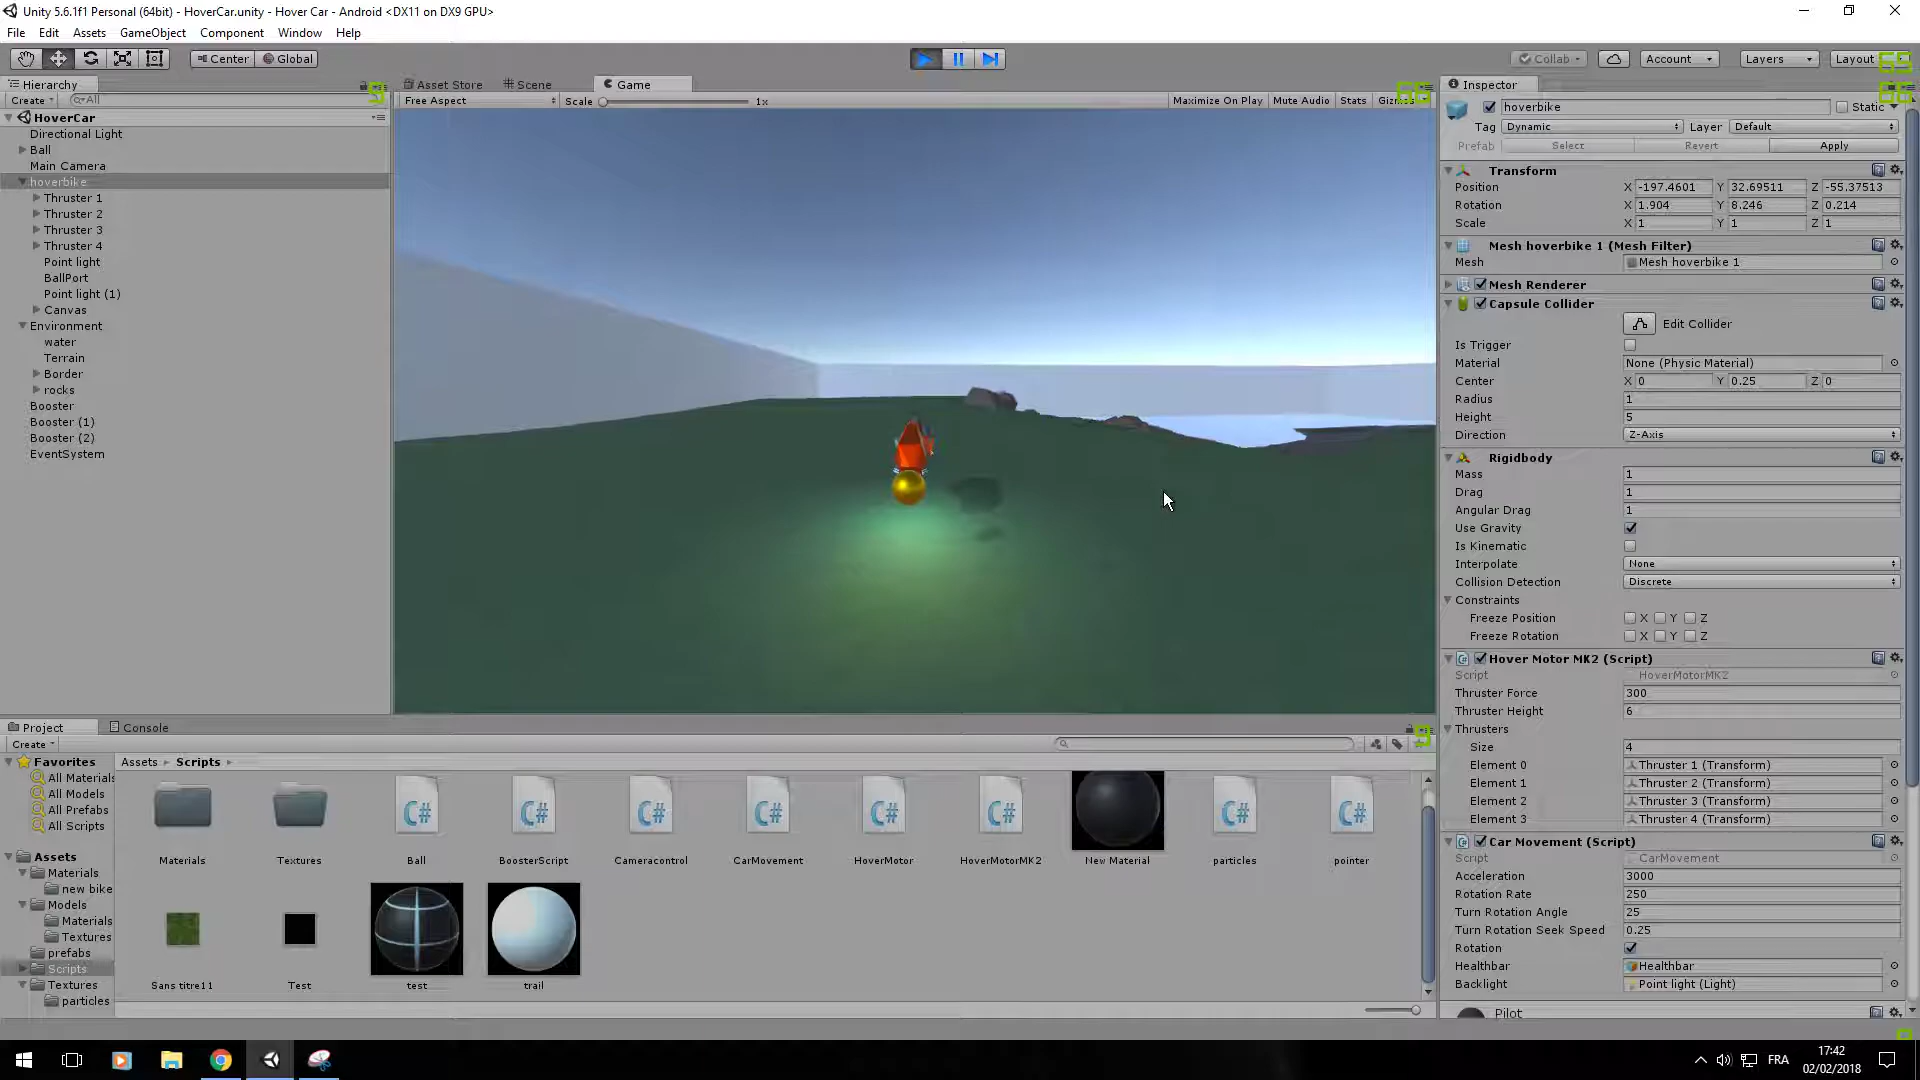 Unity 5.6.1f1 Personal (64bit) - HoverCar.unity - Hover Car - Android <DX11 on DX9 GPU>
File Edit Assets GameObject Component Window Help
Center Global Collab Account Layers Layout
Hierarchy
Create All
HoverCar
Directional Light
Ball
Main Camera
hoverbike
Thruster 1
Thruster 2
Thruster 3
Thruster 4
Point light
BallPort
Point light (1)
Canvas
Environment
water
Terrain
Border
rocks
Booster
Booster (1)
Booster (2)
EventSystem
Asset Store Scene Game
Free Aspect Scale 1x Maximize On Play Mute Audio Stats
9
66
65
66
Inspector
hoverbike Static
Tag Dynamic Layer Default
Prefab Select Revert Apply
Transform
Position X -197.4601 Y 32.69511 Z -55.37513
Rotation X 1.904 Y 8.246 Z 0.214
Scale X 1 Y 1 Z 1
Mesh hoverbike 1 (Mesh Filter)
Mesh Mesh hoverbike 1
Mesh Renderer
Capsule Collider
Edit Collider
Is Trigger
Material None (Physic Material)
Center X 0 Y 0.25 Z 0
Radius 1
Height 5
Direction Z-Axis
Rigidbody
Mass 1
Drag 1
Angular Drag 1
Use Gravity
Is Kinematic
Interpolate None
Collision Detection Discrete
Constraints
Freeze Position X Y Z
Freeze Rotation X Y Z
Hover Motor MK2 (Script)
Script HoverMotorMK2
Thruster Force 300
Thruster Height 6
Thrusters
Size 4
Element 0 Thruster 1 (Transform)
Element 1 Thruster 2 (Transform)
Element 2 Thruster 3 (Transform)
Element 3 Thruster 4 (Transform)
Car Movement (Script)
Script CarMovement
Acceleration 3000
Rotation Rate 250
Turn Rotation Angle 25
Turn Rotation Seek Speed 0.25
Rotation
Healthbar Healthbar
Backlight Point light (Light)
Pilot
Project Console
Create
9
Favorites
All Materials
All Models
All Prefabs
All Scripts
Assets
Materials
new bike
Models
Materials
Textures
prefabs
Scripts
Textures
particles
Assets Scripts
C# C# C# C# C# C# C# C#
Materials Textures Ball BoosterScript Cameracontrol CarMovement HoverMotor HoverMotorMK2 New Material particles pointer
Sans titre11 Test test trail
FRA
17:42
02/02/2018